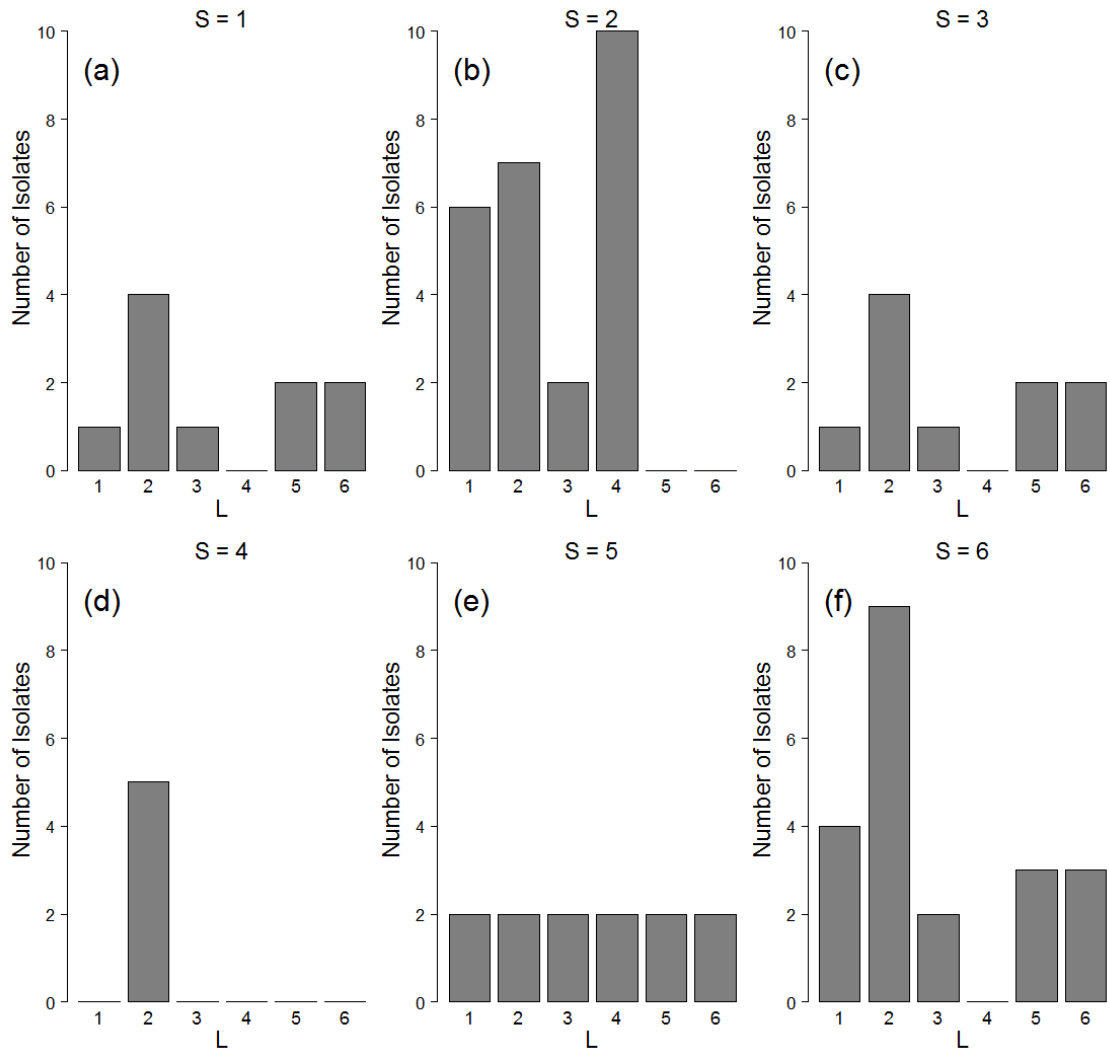 S = 1
(a)
Number of Isolates
10
8
6
4
2
0
1 2 3 4 5 6
L
S = 2
(b)
Number of Isolates
10
8
6
4
2
0
1 2 3 4 5 6
L
S = 3
(c)
Number of Isolates
10
8
6
4
2
0
1 2 3 4 5 6
L
S = 4
(d)
Number of Isolates
10
8
6
4
2
0
1 2 3 4 5 6
L
S = 5
(e)
Number of Isolates
10
8
6
4
2
0
1 2 3 4 5 6
L
S = 6
(f)
Number of Isolates
10
8
6
4
2
0
1 2 3 4 5 6
L